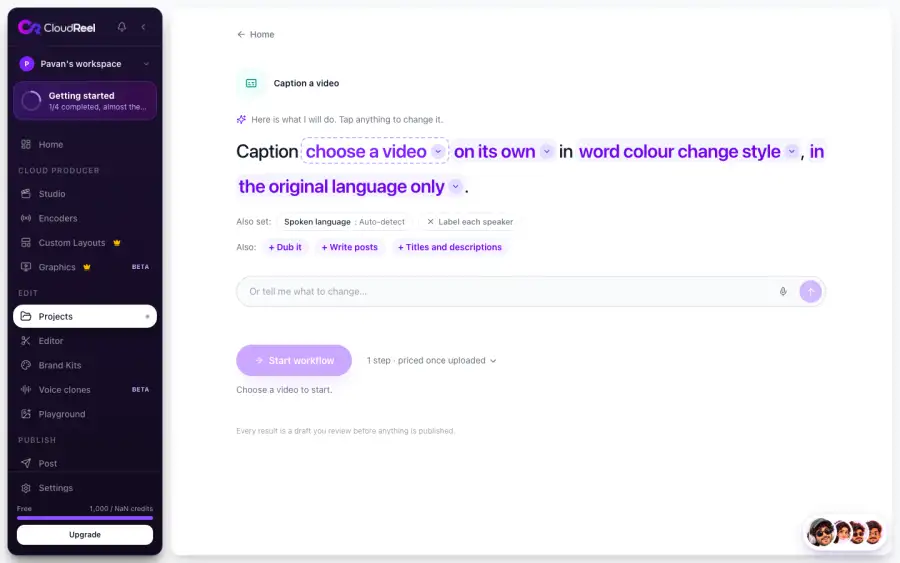 CloudReel
P Pavan's workspace
Getting started
1/4 completed, almost the...
Home
CLOUD PRODUCER
Studio
Encoders
Custom Layouts
Graphics BETA
EDIT
Projects
Editor
Brand Kits
Voice clones BETA
Playground
PUBLISH
Post
Settings
Free 1,000 / NaN credits
Upgrade
Home
Caption a video
Here is what I will do. Tap anything to change it.
Caption choose a video on its own in word colour change style, in
the original language only.
Also set: Spoken language : Auto-detect Label each speaker
Also: + Dub it + Write posts + Titles and descriptions
Or tell me what to change...
Start workflow 1 step · priced once uploaded
Choose a video to start.
Every result is a draft you review before anything is published.